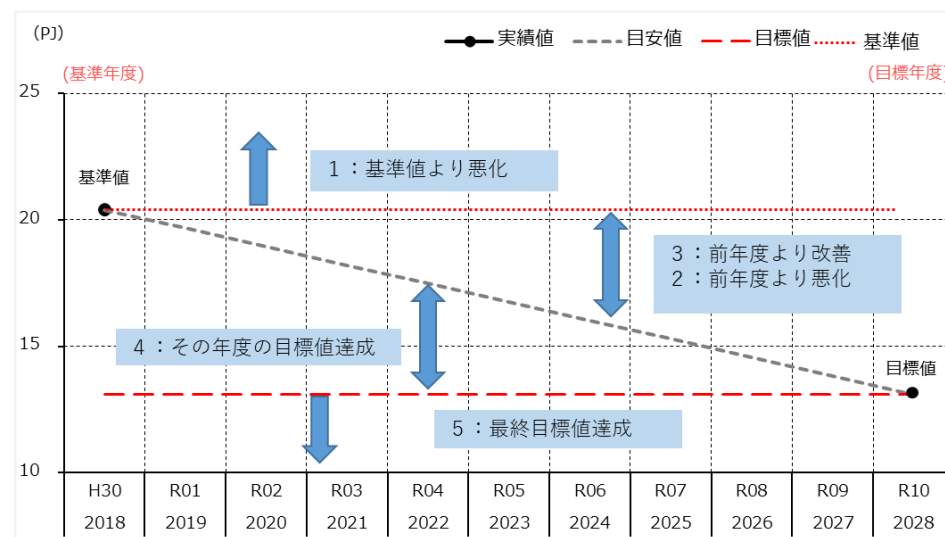 （PJ）
実績値 目安値 目標値 基準値
(基準年度) (目標年度)
25
1：基準値より悪化
基準値
20
3：前年度より改善
2：前年度より悪化
4：その年度の目標値達成
15
目標値
5：最終目標値達成
10
H30 R01 R02 R03 R04 R05 R06 R07 R08 R09 R10
2018 2019 2020 2021 2022 2023 2024 2025 2026 2027 2028